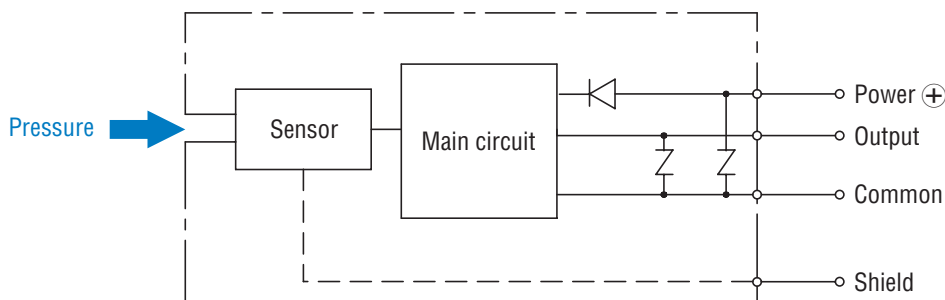 Pressure
Sensor
Main circuit
Power ⊕
Output
Common
Shield